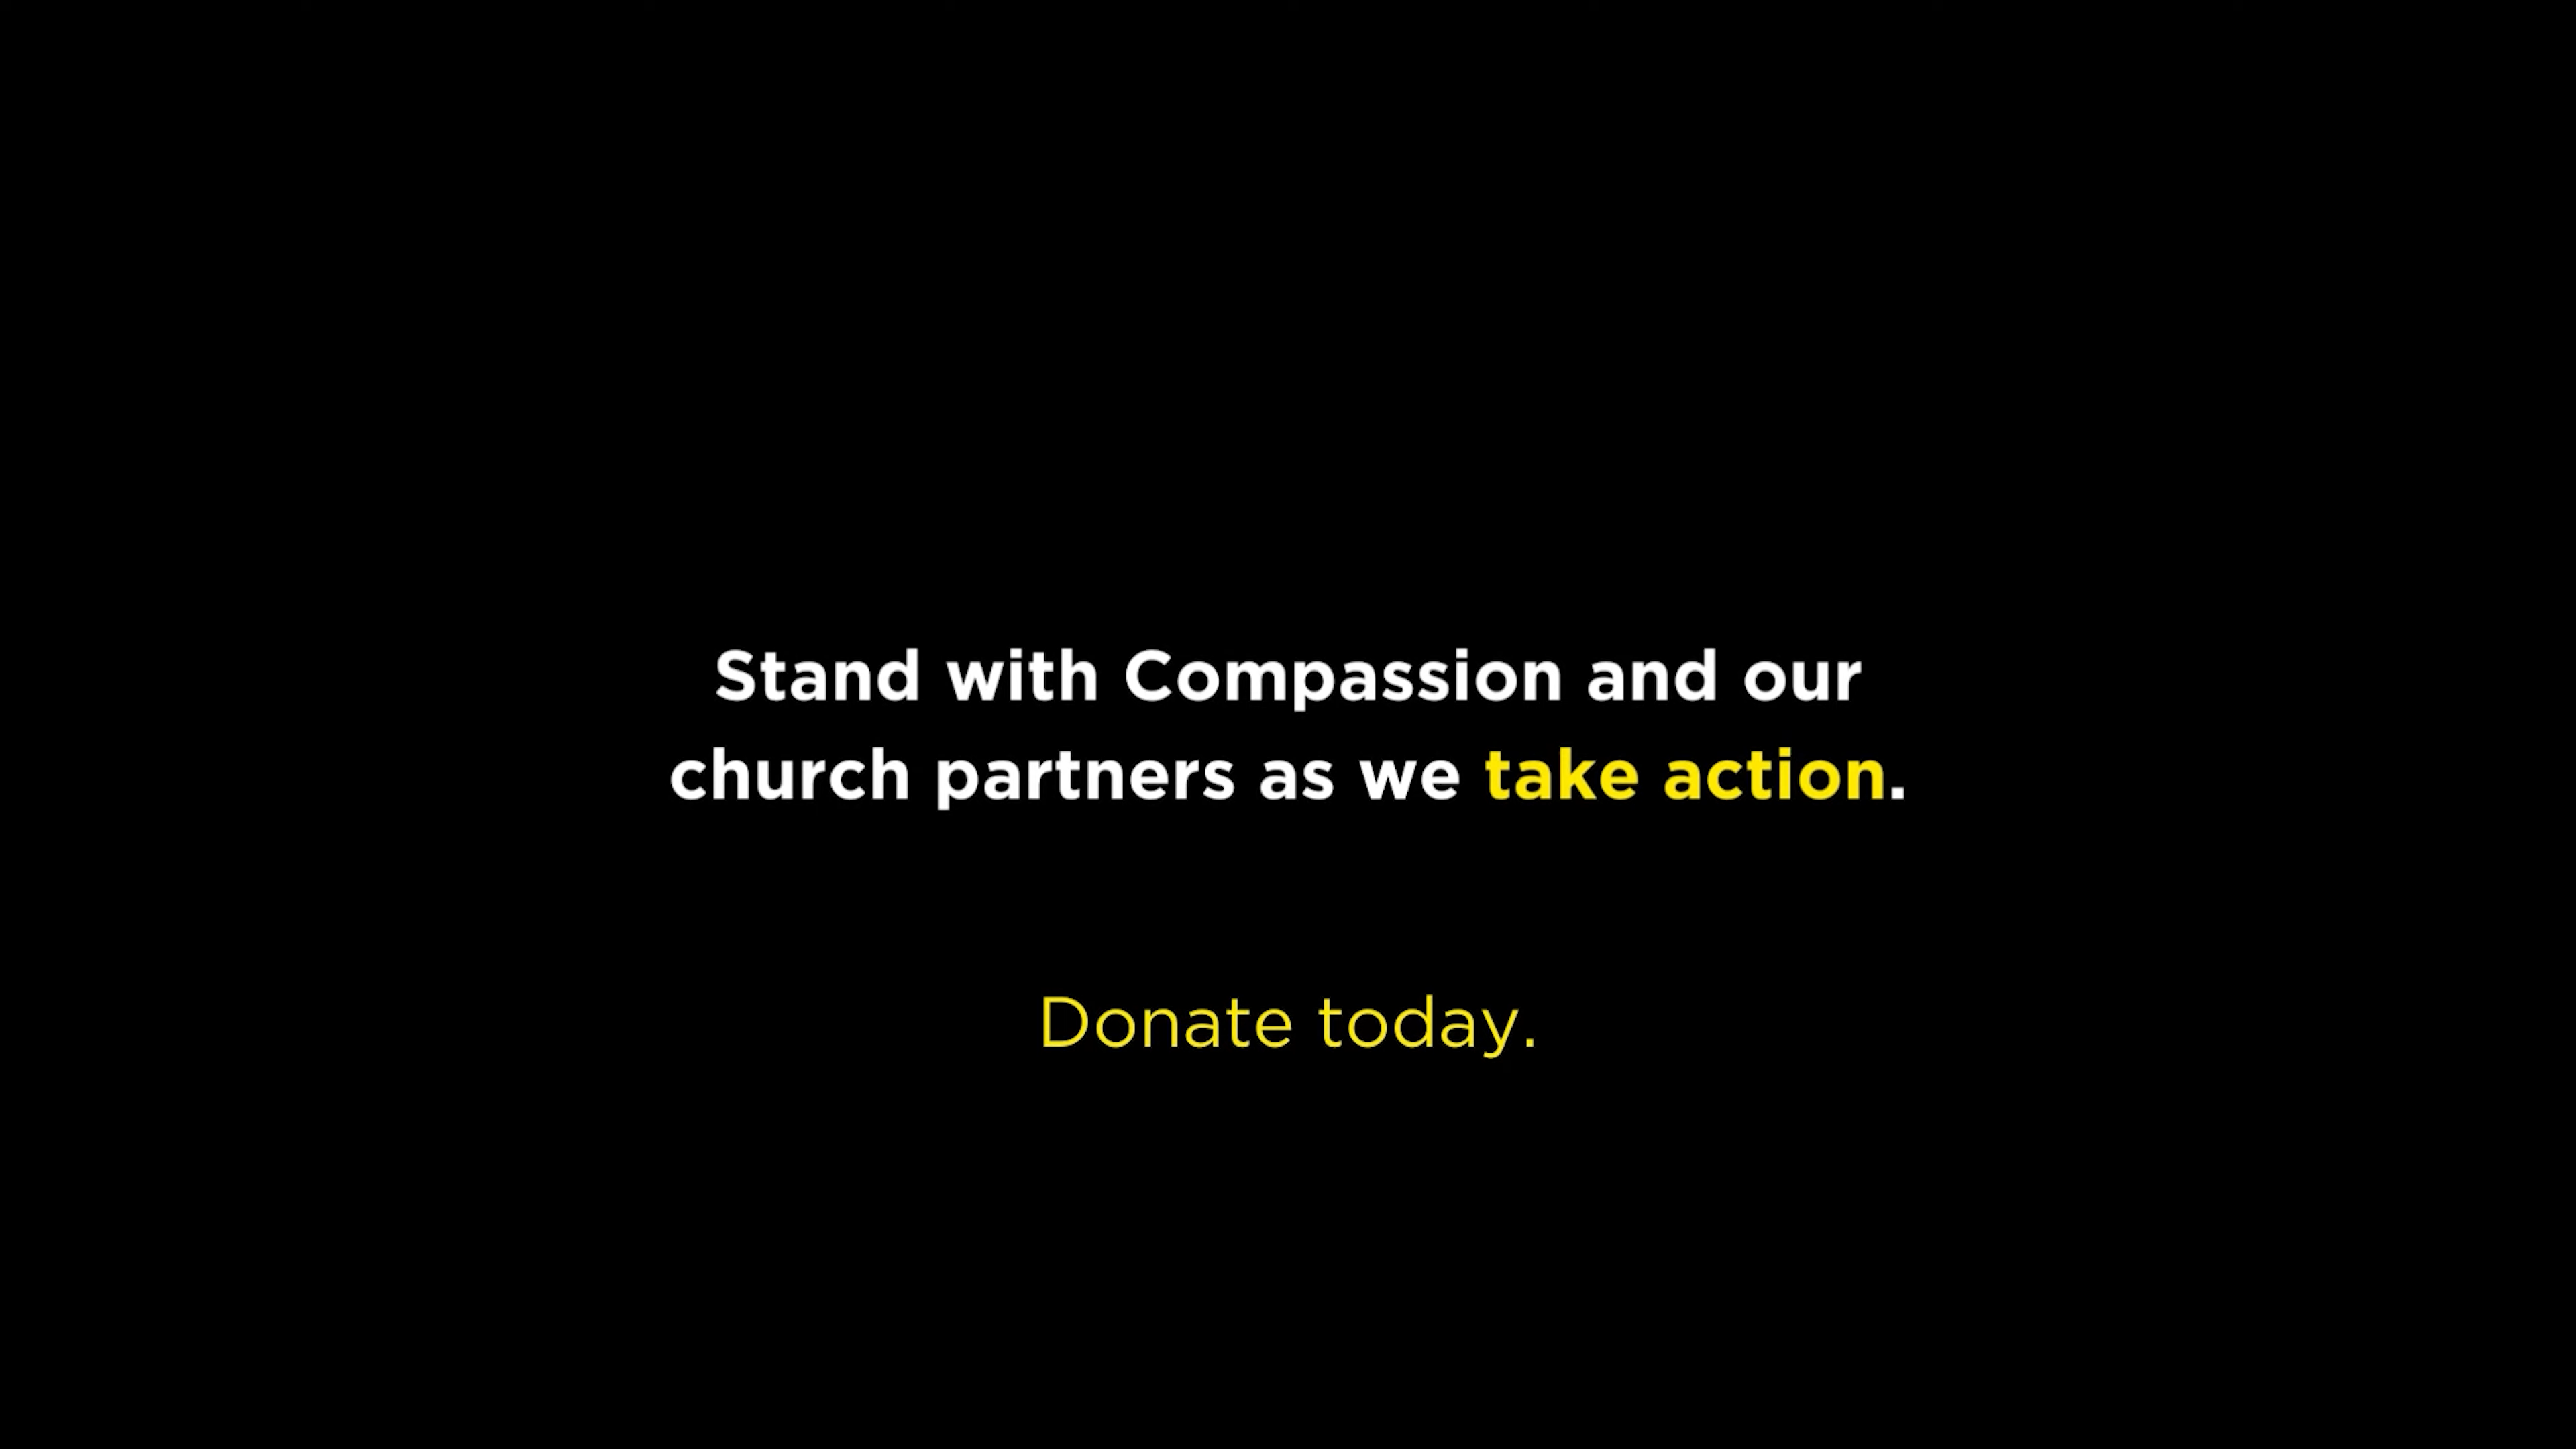 Stand with Compassion and our
church partners as we take action.
Donate today.